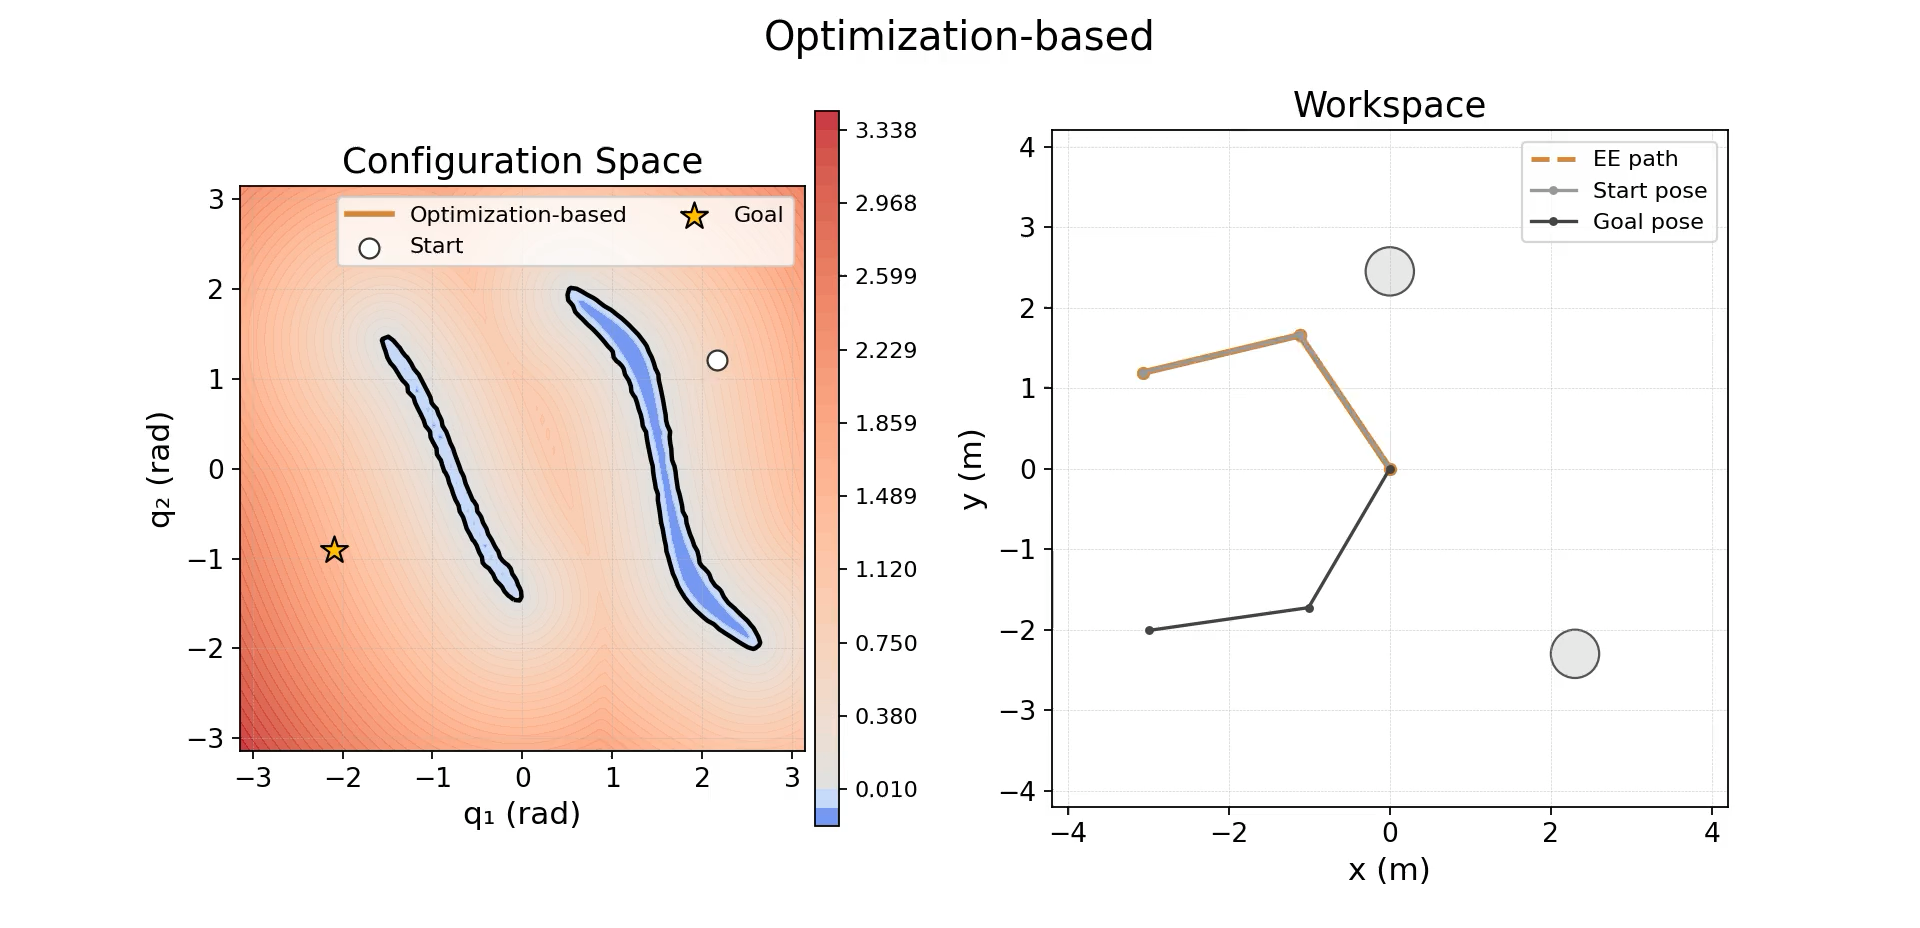 Optimization-based
Configuration Space
Optimization-based
Start
Goal
3
2
1
0
−1
−2
−3
−3
−2
−1
0
1
2
3
q₂ (rad)
q₁ (rad)
3.338
2.968
2.599
2.229
1.859
1.489
1.120
0.750
0.380
0.010
Workspace
EE path
Start pose
Goal pose
4
3
2
1
0
−1
−2
−3
−4
−4
−2
0
2
4
y (m)
x (m)